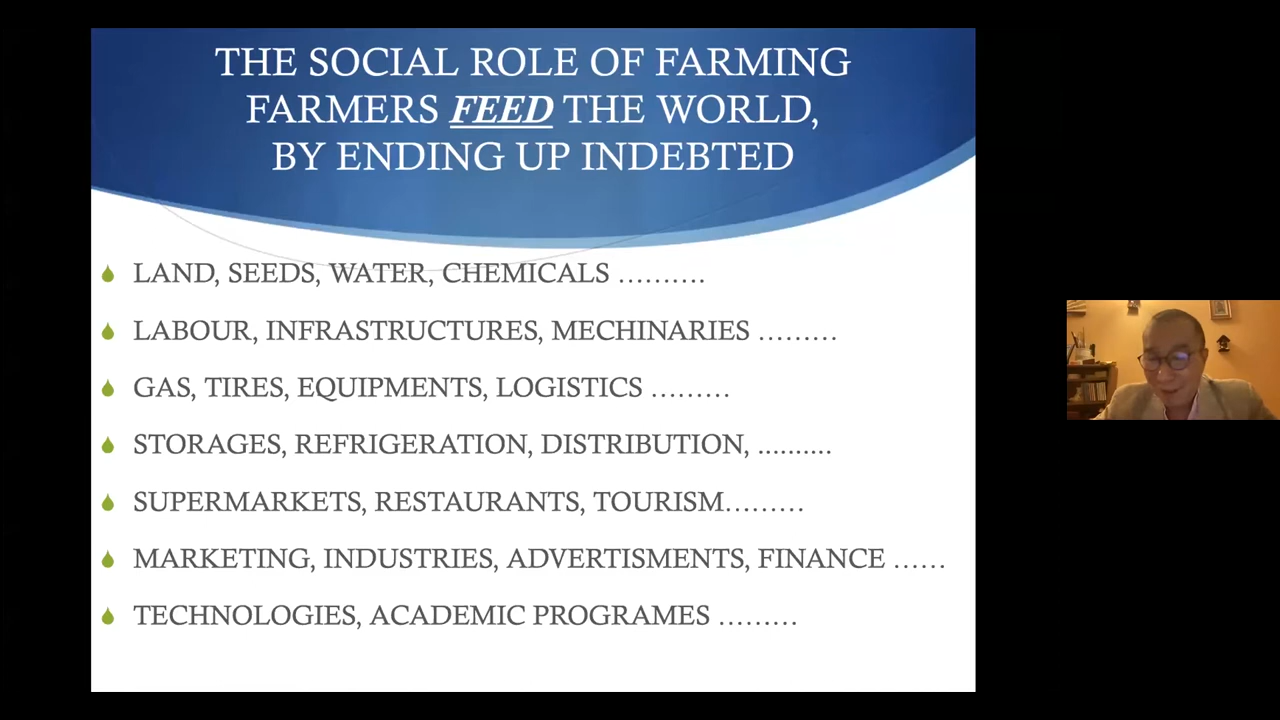 THE SOCIAL ROLE OF FARMING
FARMERS FEED THE WORLD,
BY ENDING UP INDEBTED
LAND, SEEDS, WATER, CHEMICALS ……….
LABOUR, INFRASTRUCTURES, MECHINARIES ………
GAS, TIRES, EQUIPMENTS, LOGISTICS ………
STORAGES, REFRIGERATION, DISTRIBUTION, ..........
SUPERMARKETS, RESTAURANTS, TOURISM………
MARKETING, INDUSTRIES, ADVERTISMENTS, FINANCE ……
TECHNOLOGIES, ACADEMIC PROGRAMES ………